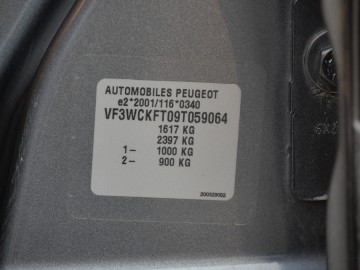 AUTOMOBILES PEUGEOT
e2*2001/116*0340
VF3WCKFT09T059064
1617 KG
2397 KG
1- 1000 KG
2- 900 KG